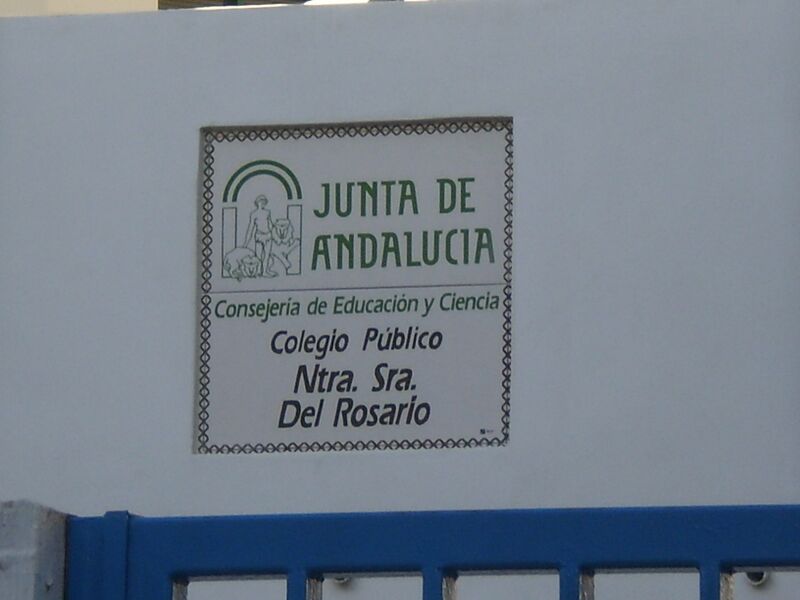 JUNTA DE
ANDALUCIA
Consejería de Educación y Ciencia
Colegio Público
Ntra. Sra.
Del Rosario